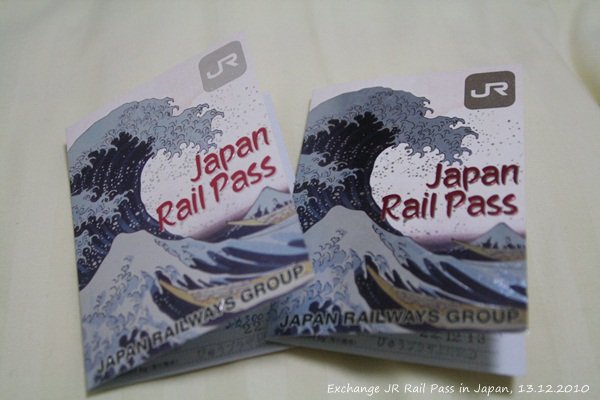 JR
Japan
Rail Pass
JAPAN RAILWAYS GROUP
JR
Japan
Rail Pass
JAPAN RAILWAYS GROUP
Exchange JR Rail Pass in Japan, 13.12.2010